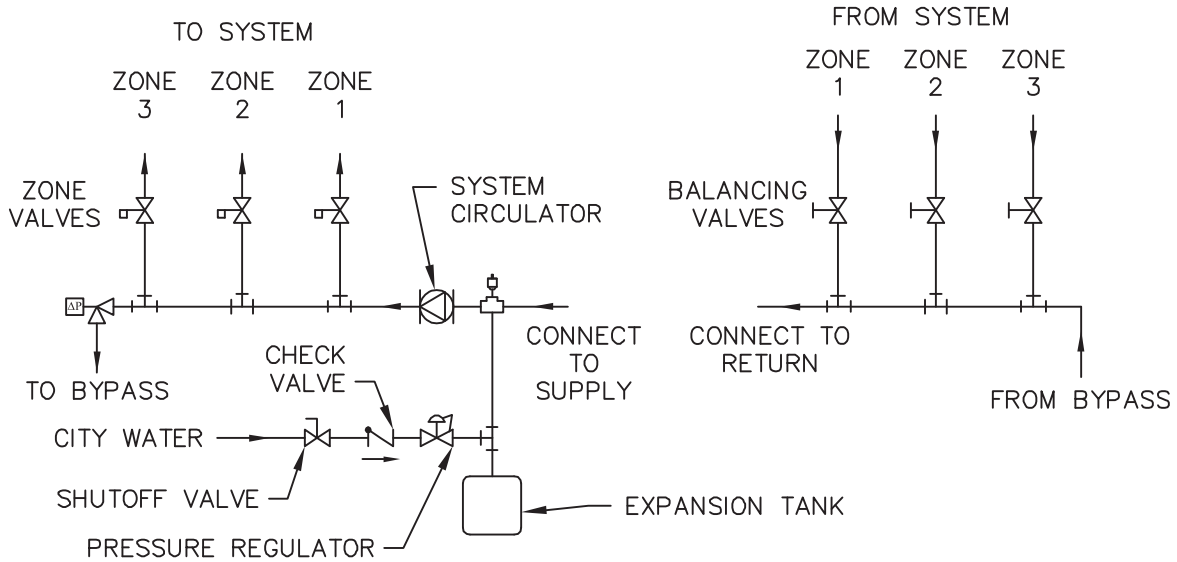 TO SYSTEM
ZONE
3
ZONE
2
ZONE
1
ZONE
VALVES
SYSTEM
CIRCULATOR
ΔP
TO BYPASS
CONNECT
TO
SUPPLY
CHECK
VALVE
CITY WATER
SHUTOFF VALVE
PRESSURE REGULATOR
EXPANSION TANK
FROM SYSTEM
ZONE
1
ZONE
2
ZONE
3
BALANCING
VALVES
CONNECT TO
RETURN
FROM BYPASS